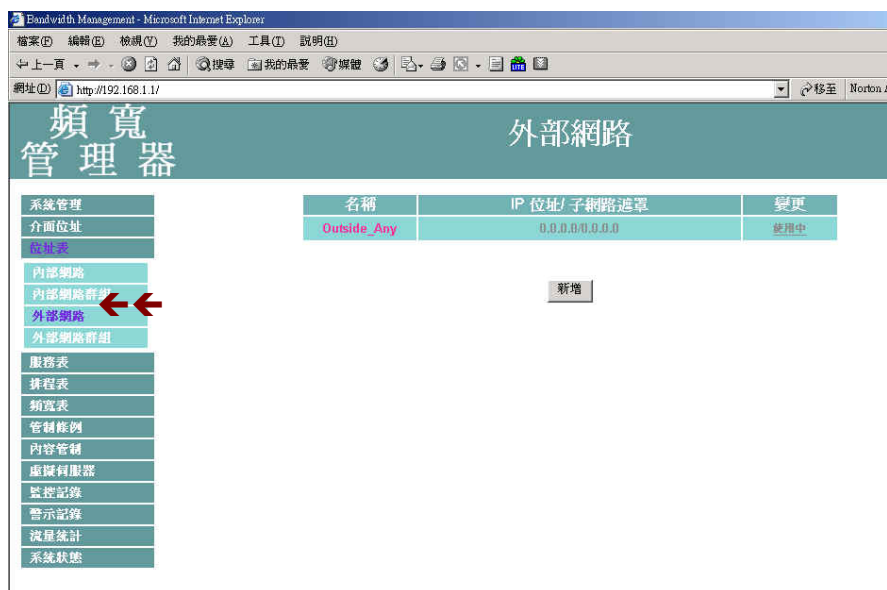 Bandwidth Management - Microsoft Internet Explorer
檔案(F) 編輯(E) 檢視(V) 我的最愛(A) 工具(T) 說明(H)
上一頁 搜尋 我的最愛 媒體
網址(D) http://192.168.1.1/ 移至 Norton
頻寬
管理器
外部網路
系統管理
介面位址
位址表
內部網路
內部網路群組
外部網路
外部網路群組
服務表
排程表
頻寬表
管制條例
內容管制
虛擬伺服器
監控記錄
警示記錄
流量統計
系統狀態
名稱 IP 位址/ 子網路遮罩 變更
Outside_Any 0.0.0.0/0.0.0.0 使用中
新增